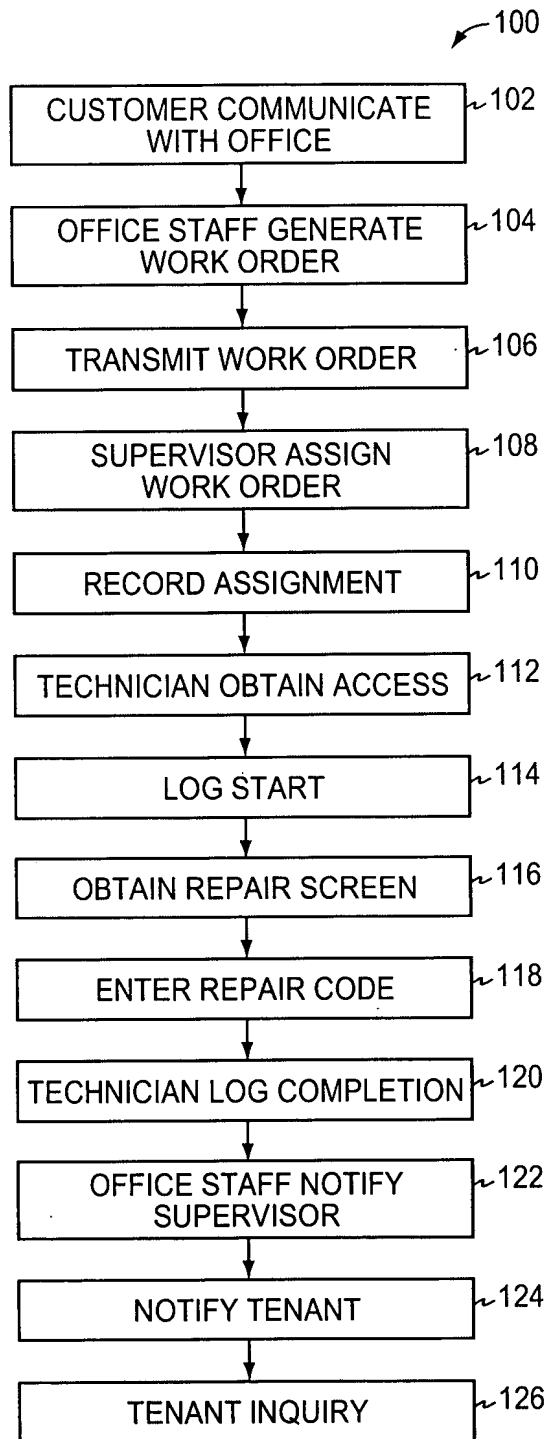 100
CUSTOMER COMMUNICATE
WITH OFFICE
102
OFFICE STAFF GENERATE
WORK ORDER
104
TRANSMIT WORK ORDER
106
SUPERVISOR ASSIGN
WORK ORDER
108
RECORD ASSIGNMENT
110
TECHNICIAN OBTAIN ACCESS
112
LOG START
114
OBTAIN REPAIR SCREEN
116
ENTER REPAIR CODE
118
TECHNICIAN LOG COMPLETION
120
OFFICE STAFF NOTIFY
SUPERVISOR
122
NOTIFY TENANT
124
TENANT INQUIRY
126